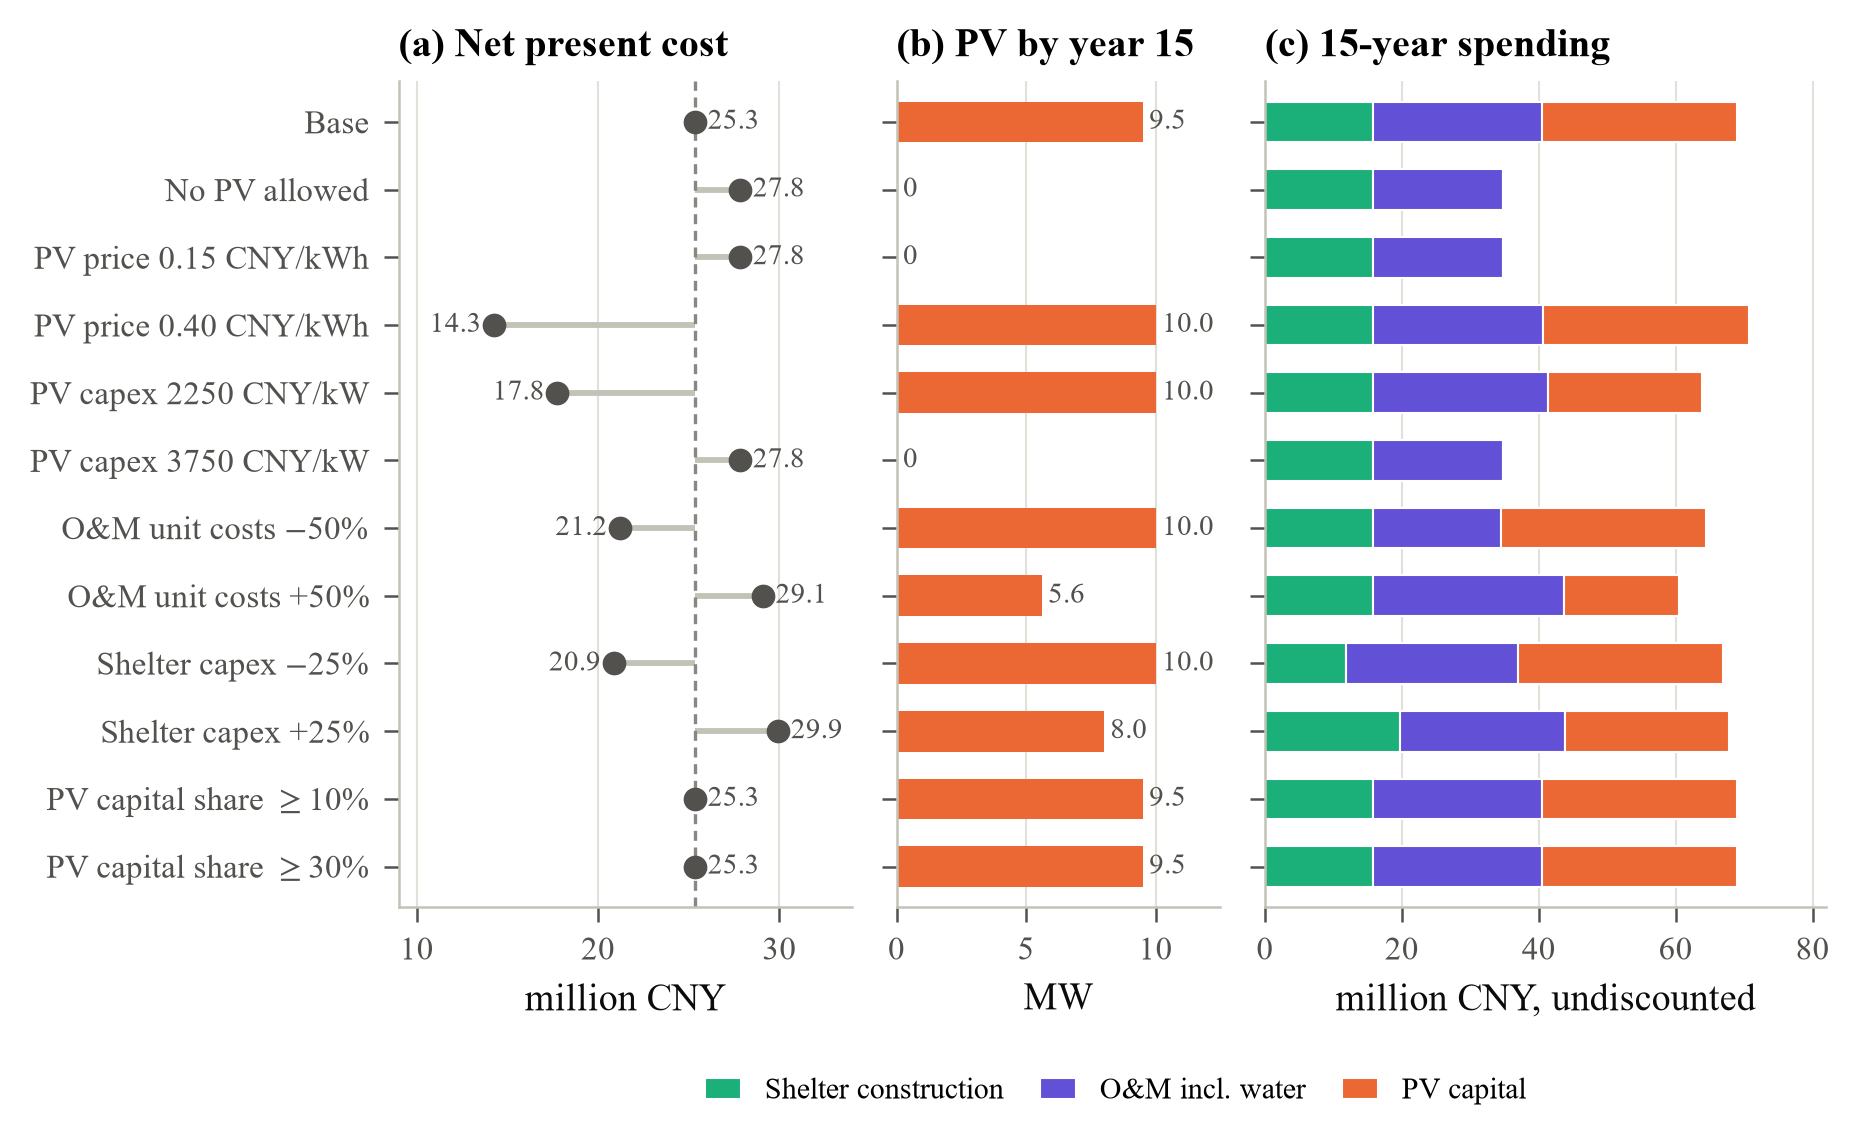 (a) Net present cost
(b) PV by year 15
(c) 15-year spending
Base
25.3
9.5
No PV allowed
27.8
0
PV price 0.15 CNY/kWh
27.8
0
PV price 0.40 CNY/kWh
14.3
10.0
PV capex 2250 CNY/kW
17.8
10.0
PV capex 3750 CNY/kW
27.8
0
O&M unit costs −50%
21.2
10.0
O&M unit costs +50%
29.1
5.6
Shelter capex −25%
20.9
10.0
Shelter capex +25%
29.9
8.0
PV capital share ≥ 10%
25.3
9.5
PV capital share ≥ 30%
25.3
9.5
10 20 30
0 5 10
0 20 40 60 80
million CNY
MW
million CNY, undiscounted
Shelter construction
O&M incl. water
PV capital